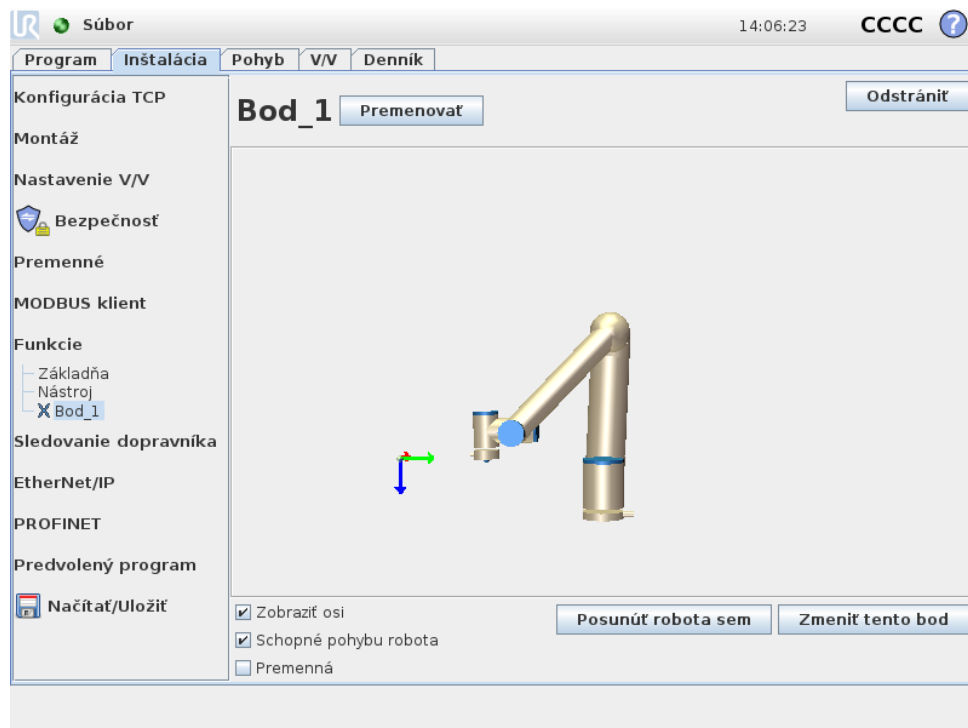 UR Súbor 14:06:23 CCCC ?
Program Inštalácia Pohyb V/V Denník
Konfigurácia TCP
Montáž
Nastavenie V/V
Bezpečnosť
Premenné
MODBUS klient
Funkcie
Základňa
Nástroj
Bod_1
Sledovanie dopravníka
EtherNet/IP
PROFINET
Predvolený program
Načítať/Uložiť
Bod_1 Premenovať Odstrániť
Zobraziť osi
Schopné pohybu robota
Premenná
Posunúť robota sem Zmeniť tento bod